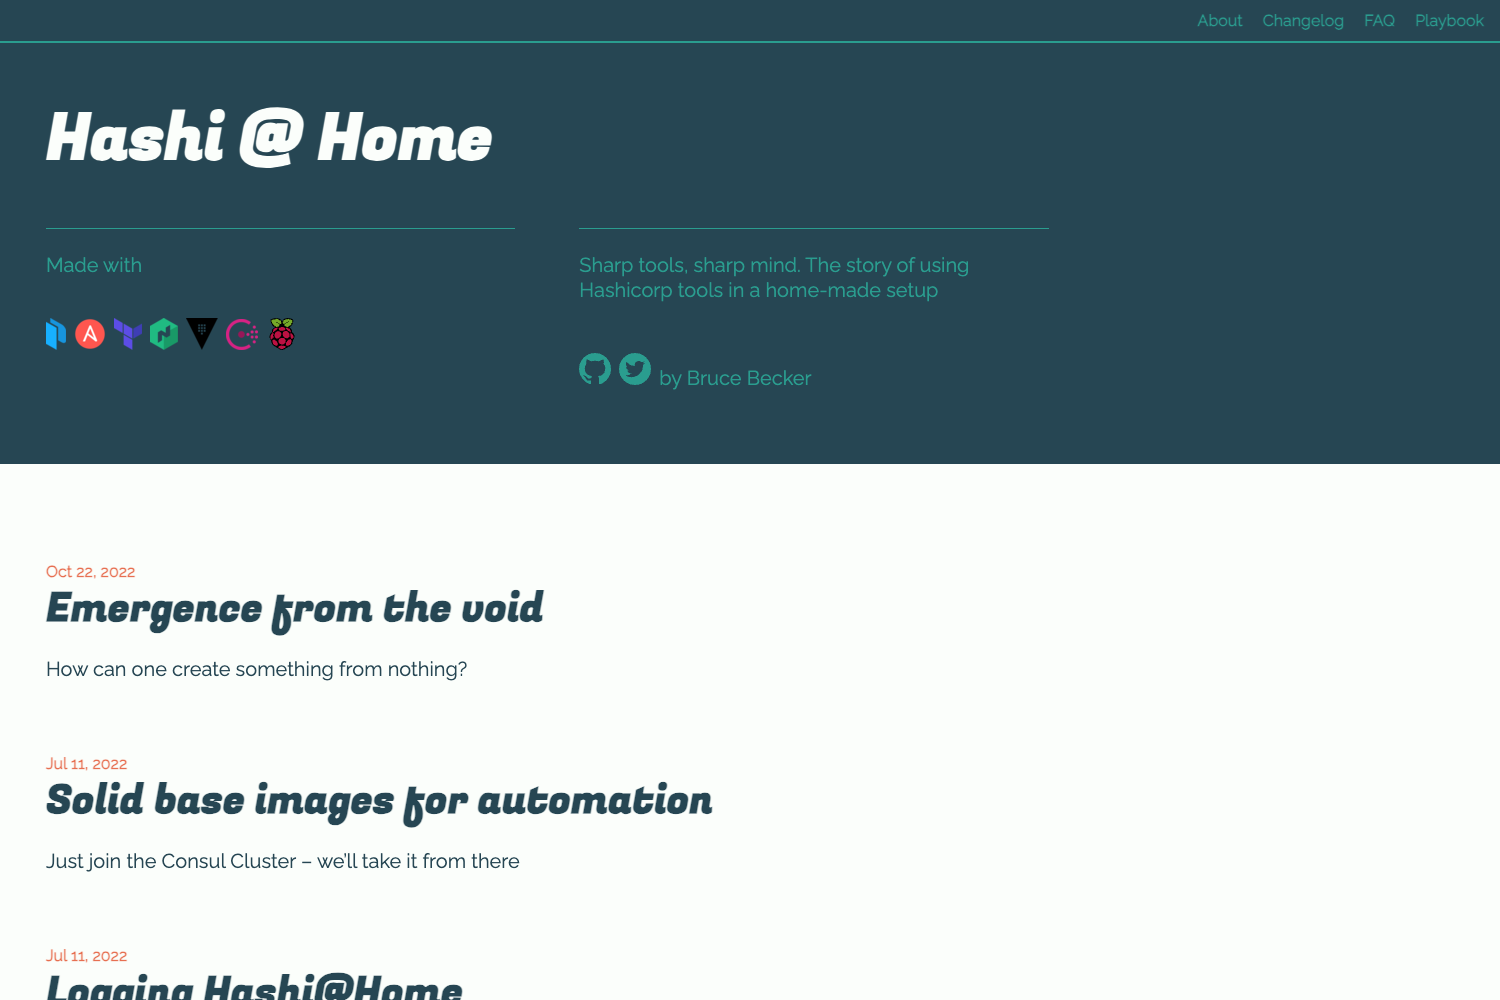 About Changelog FAQ Playbook
Hashi @ Home
Made with
Sharp tools, sharp mind. The story of using
Hashicorp tools in a home-made setup
by Bruce Becker
Oct 22, 2022
Emergence from the void
How can one create something from nothing?
Jul 11, 2022
Solid base images for automation
Just join the Consul Cluster – we’ll take it from there
Jul 11, 2022
Logging Hashi@Home